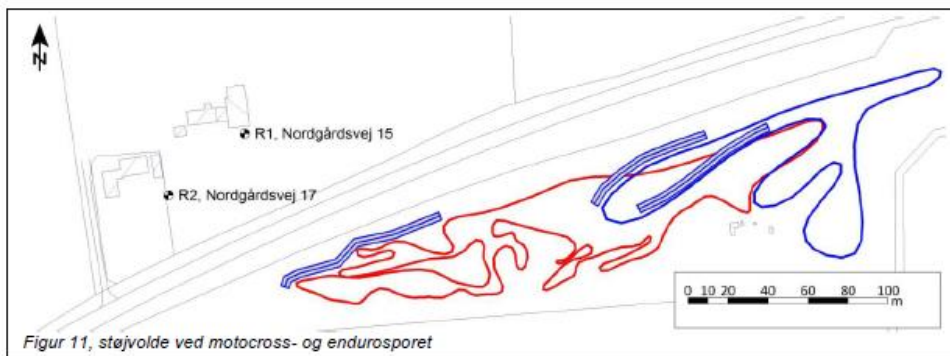 N
R1, Nordgårdsvej 15
R2, Nordgårdsvej 17
0 10 20 40 60 80 100
m
Figur 11, støjvolde ved motocross- og endurosporet